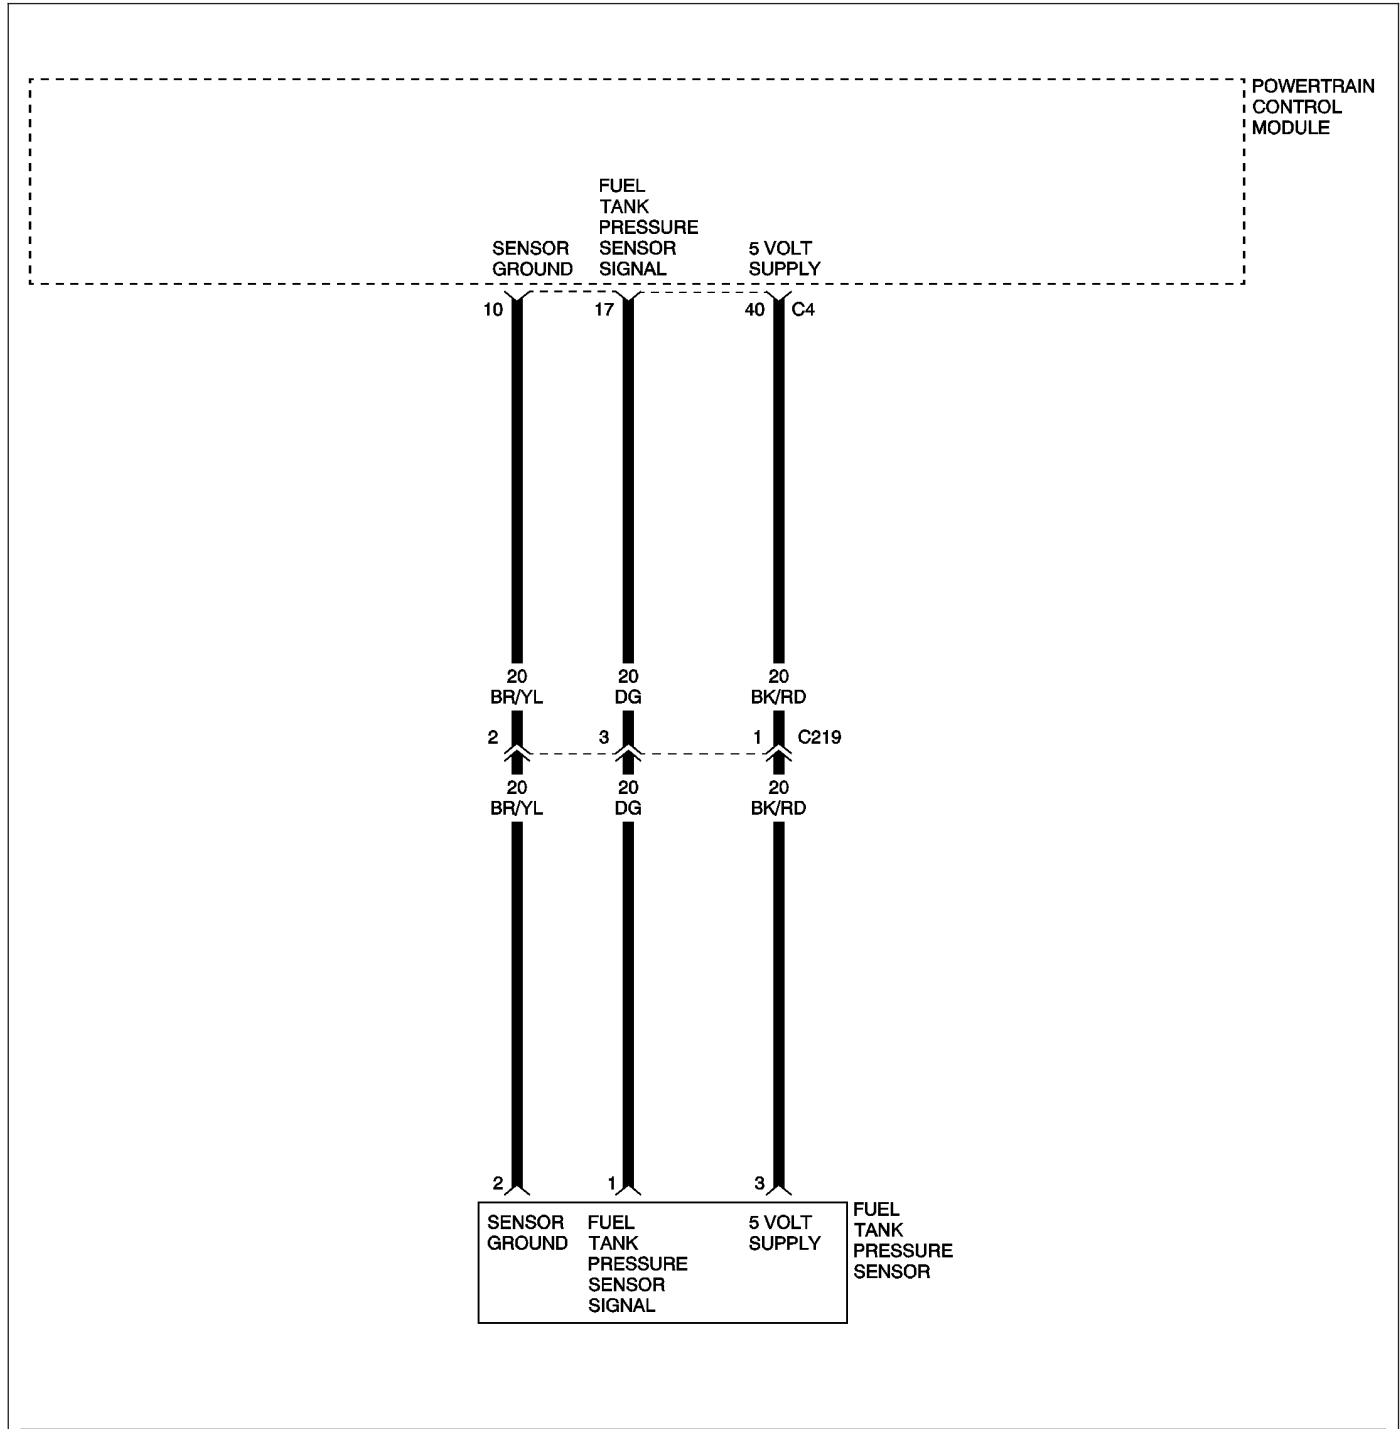 POWERTRAIN
CONTROL
MODULE
SENSOR
GROUND
FUEL
TANK
PRESSURE
SENSOR
SIGNAL
5 VOLT
SUPPLY
10
17
40
C4
20
BR/YL
20
DG
20
BK/RD
2
3
1
C219
20
BR/YL
20
DG
20
BK/RD
2
1
3
SENSOR
GROUND
FUEL
TANK
PRESSURE
SENSOR
SIGNAL
5 VOLT
SUPPLY
FUEL
TANK
PRESSURE
SENSOR